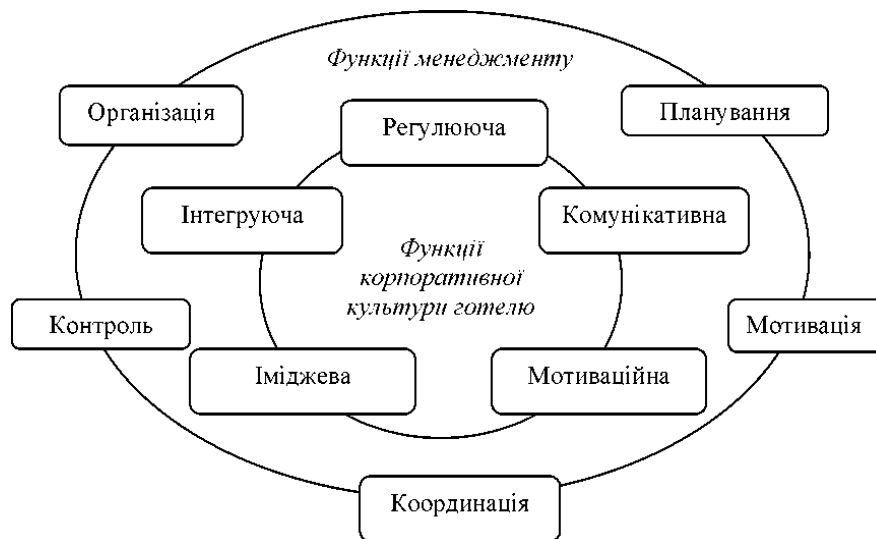 Функції менеджменту
Організація
Планування
Регулююча
Інтегруюча
Комунікативна
Функції
корпоративної
культури готелю
Контроль
Мотивація
Іміджева
Мотиваційна
Координація